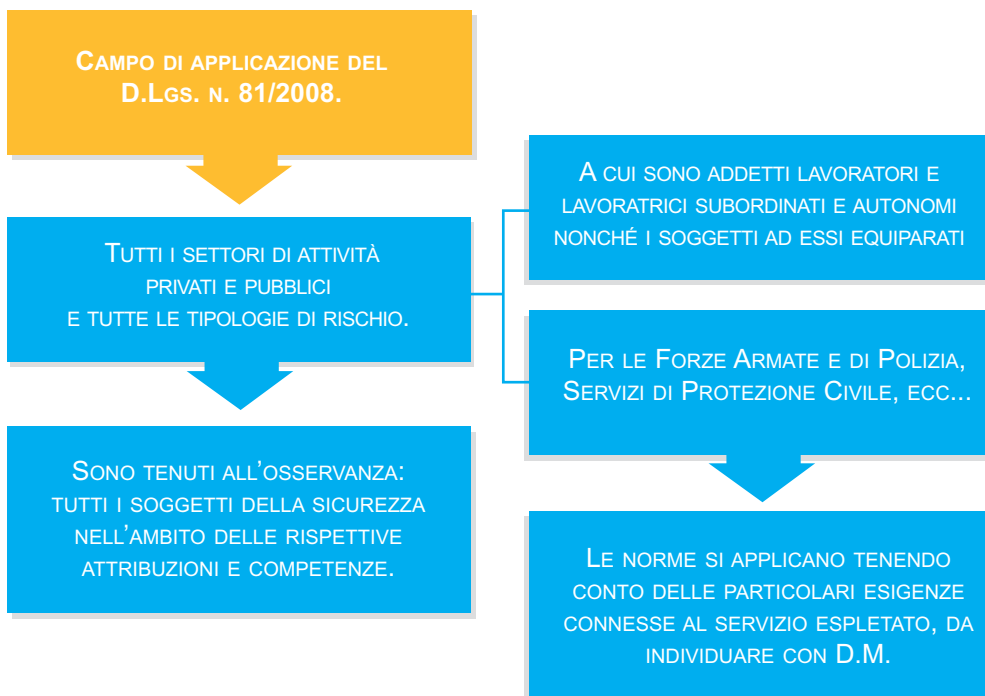 Campo di applicazione del
D.Lgs. n. 81/2008.
Tutti i settori di attività
privati e pubblici
e tutte le tipologie di rischio.
Sono tenuti all'osservanza:
tutti i soggetti della sicurezza
nell'ambito delle rispettive
attribuzioni e competenze.
A cui sono addetti lavoratori e
lavoratrici subordinati e autonomi
nonché i soggetti ad essi equiparati
Per le Forze Armate e di Polizia,
Servizi di Protezione Civile, ecc...
Le norme si applicano tenendo
conto delle particolari esigenze
connesse al servizio espletato, da
individuare con D.M.